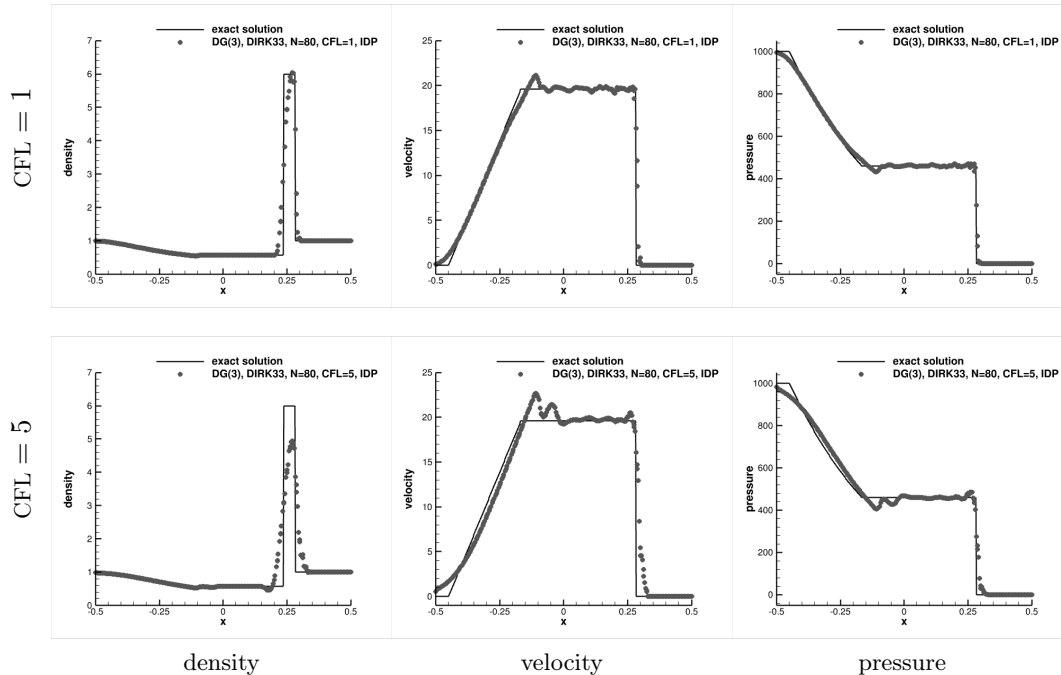 CFL = 1
exact solution
DG(3), DIRK33, N=80, CFL=1, IDP
7
6
5
4
3
2
1
0
density
-0.5 -0.25 0 0.25 0.5
x
exact solution
DG(3), DIRK33, N=80, CFL=1, IDP
25
20
15
10
5
0
velocity
-0.5 -0.25 0 0.25 0.5
x
exact solution
DG(3), DIRK33, N=80, CFL=1, IDP
1000
800
600
400
200
0
pressure
-0.5 -0.25 0 0.25 0.5
x
CFL = 5
exact solution
DG(3), DIRK33, N=80, CFL=5, IDP
7
6
5
4
3
2
1
0
density
-0.5 -0.25 0 0.25 0.5
x
exact solution
DG(3), DIRK33, N=80, CFL=5, IDP
25
20
15
10
5
0
velocity
-0.5 -0.25 0 0.25 0.5
x
exact solution
DG(3), DIRK33, N=80, CFL=5, IDP
1000
800
600
400
200
0
pressure
-0.5 -0.25 0 0.25 0.5
x
density velocity pressure